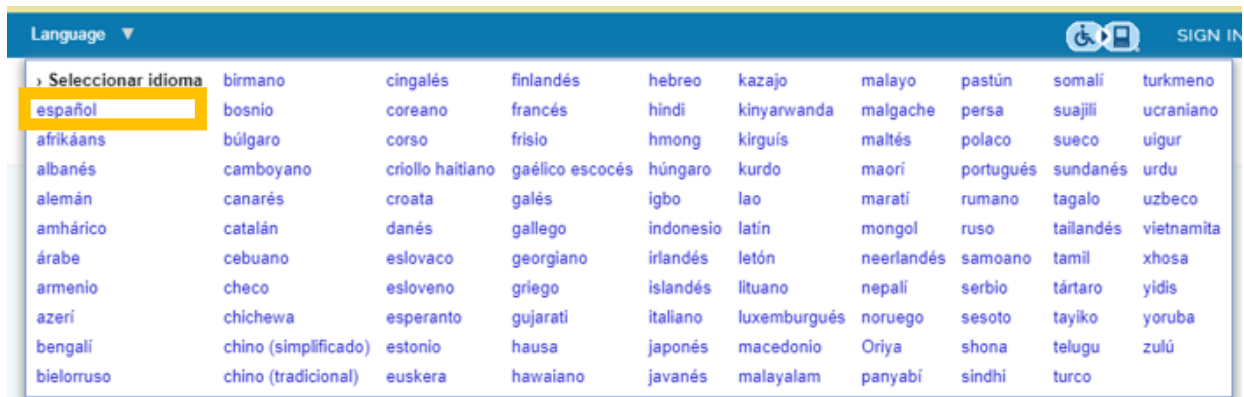 Language ▼ SIGN IN
› Seleccionar idioma birmano cingalés finlandés hebreo kazajo malayo pastún somalí turkmeno
español bosnio coreano francés hindi kinyarwanda malgache persa suajili ucraniano
afrikáans búlgaro corso frisio hmong kirguís maltés polaco sueco uigur
albanés camboyano criollo haitiano gaélico escocés húngaro kurdo maorí portugués sundanés urdu
alemán canarés croata galés igbo lao maratí rumano tagalo uzbeco
amhárico catalán danés gallego indonesio latín mongol ruso tailandés vietnamita
árabe cebuano eslovaco georgiano irlandés letón neerlandés samoano tamil xhosa
armenio checo esloveno griego islandés lituano nepalí serbio tártaro yidis
azerí chichewa esperanto gujarati italiano luxemburgués noruego sesoto tayiko yoruba
bengalí chino (simplificado) estonio hausa japonés macedonio Oriya shona telugu zulú
bielorruso chino (tradicional) euskera hawaiano javanés malayalam panyabí sindhi turco